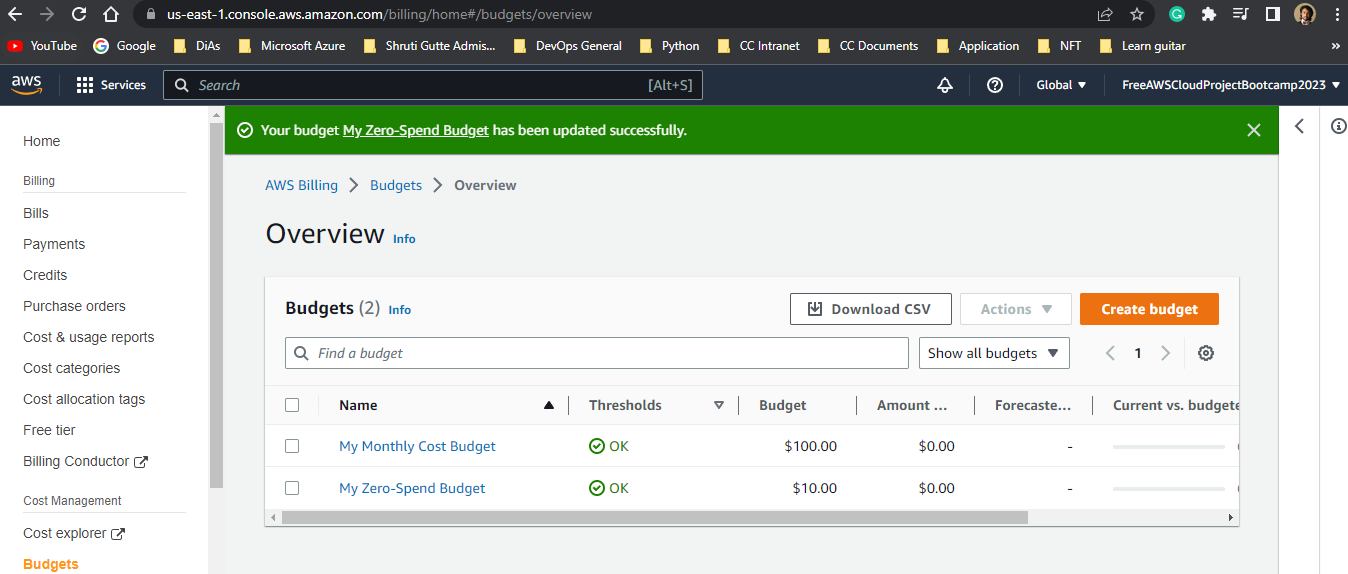 us-east-1.console.aws.amazon.com/billing/home#/budgets/overview
YouTube Google DiAs Microsoft Azure Shruti Gutte Admis... DevOps General Python CC Intranet CC Documents Application NFT Learn guitar »
aws Services Search [Alt+S] Global FreeAWSCloudProjectBootcamp2023
Your budget My Zero-Spend Budget has been updated successfully.
Home
Billing
Bills
Payments
Credits
Purchase orders
Cost & usage reports
Cost categories
Cost allocation tags
Free tier
Billing Conductor
Cost Management
Cost explorer
Budgets
AWS Billing > Budgets > Overview
Overview Info
Budgets (2) Info Download CSV Actions Create budget
Find a budget Show all budgets 1
Name Thresholds Budget Amount ... Forecaste... Current vs. budgete
My Monthly Cost Budget OK $100.00 $0.00 -
My Zero-Spend Budget OK $10.00 $0.00 -